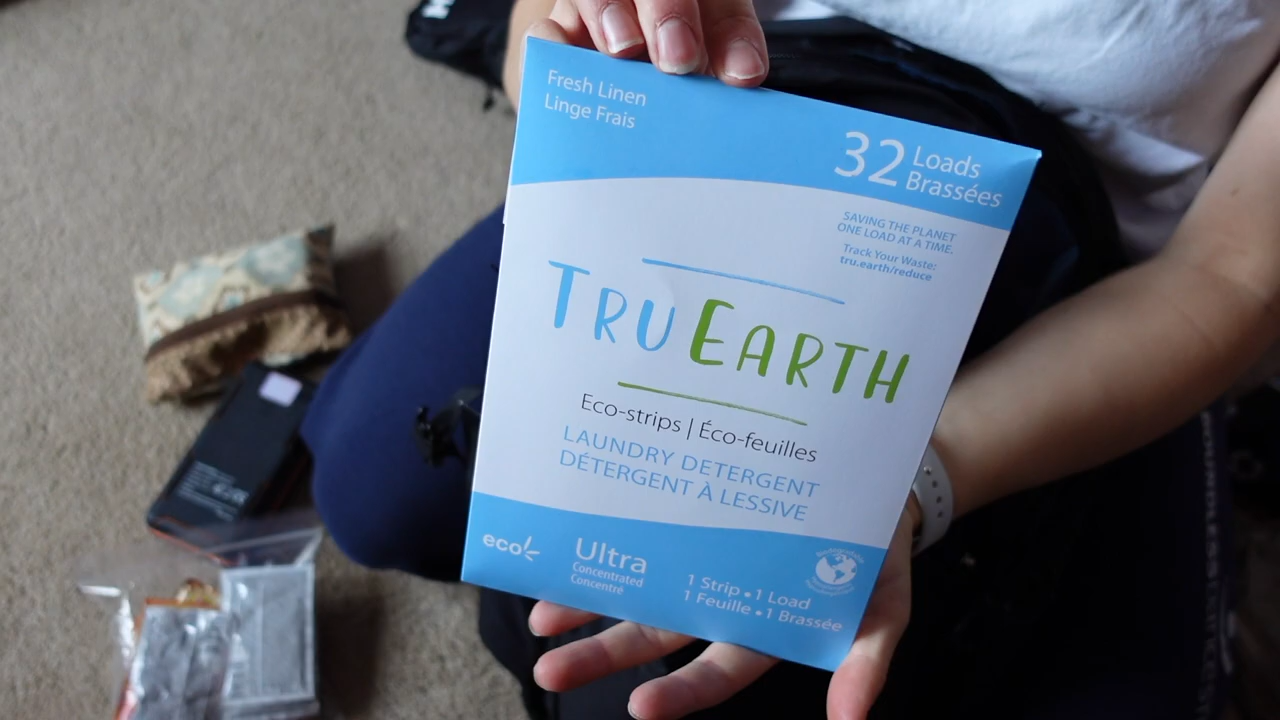 Fresh Linen
Linge Frais
32 Loads
Brassées
SAVING THE PLANET
ONE LOAD AT A TIME.
Track Your Waste:
tru.earth/reduce
TRUEARTH
Eco-strips | Éco-feuilles
LAUNDRY DETERGENT
DÉTERGENT À LESSIVE
eco
Ultra
Concentrated
Concentré
1 Strip • 1 Load
1 Feuille • 1 Brassée